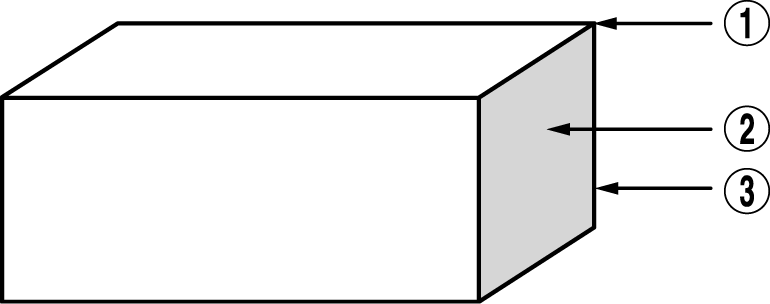 ①
②
③